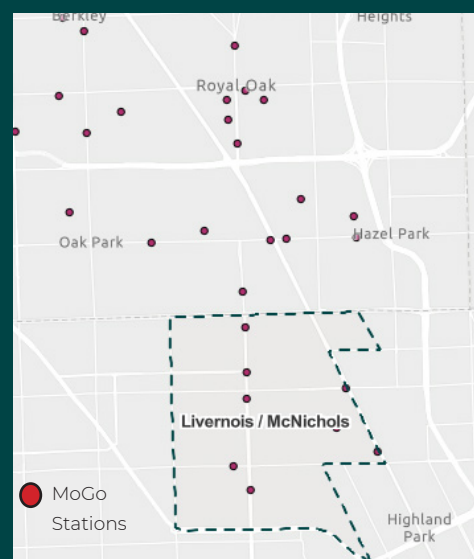 Berkley
Heights
Royal Oak
Oak Park
Hazel Park
Livernois / McNichols
MoGo
Stations
Highland
Park